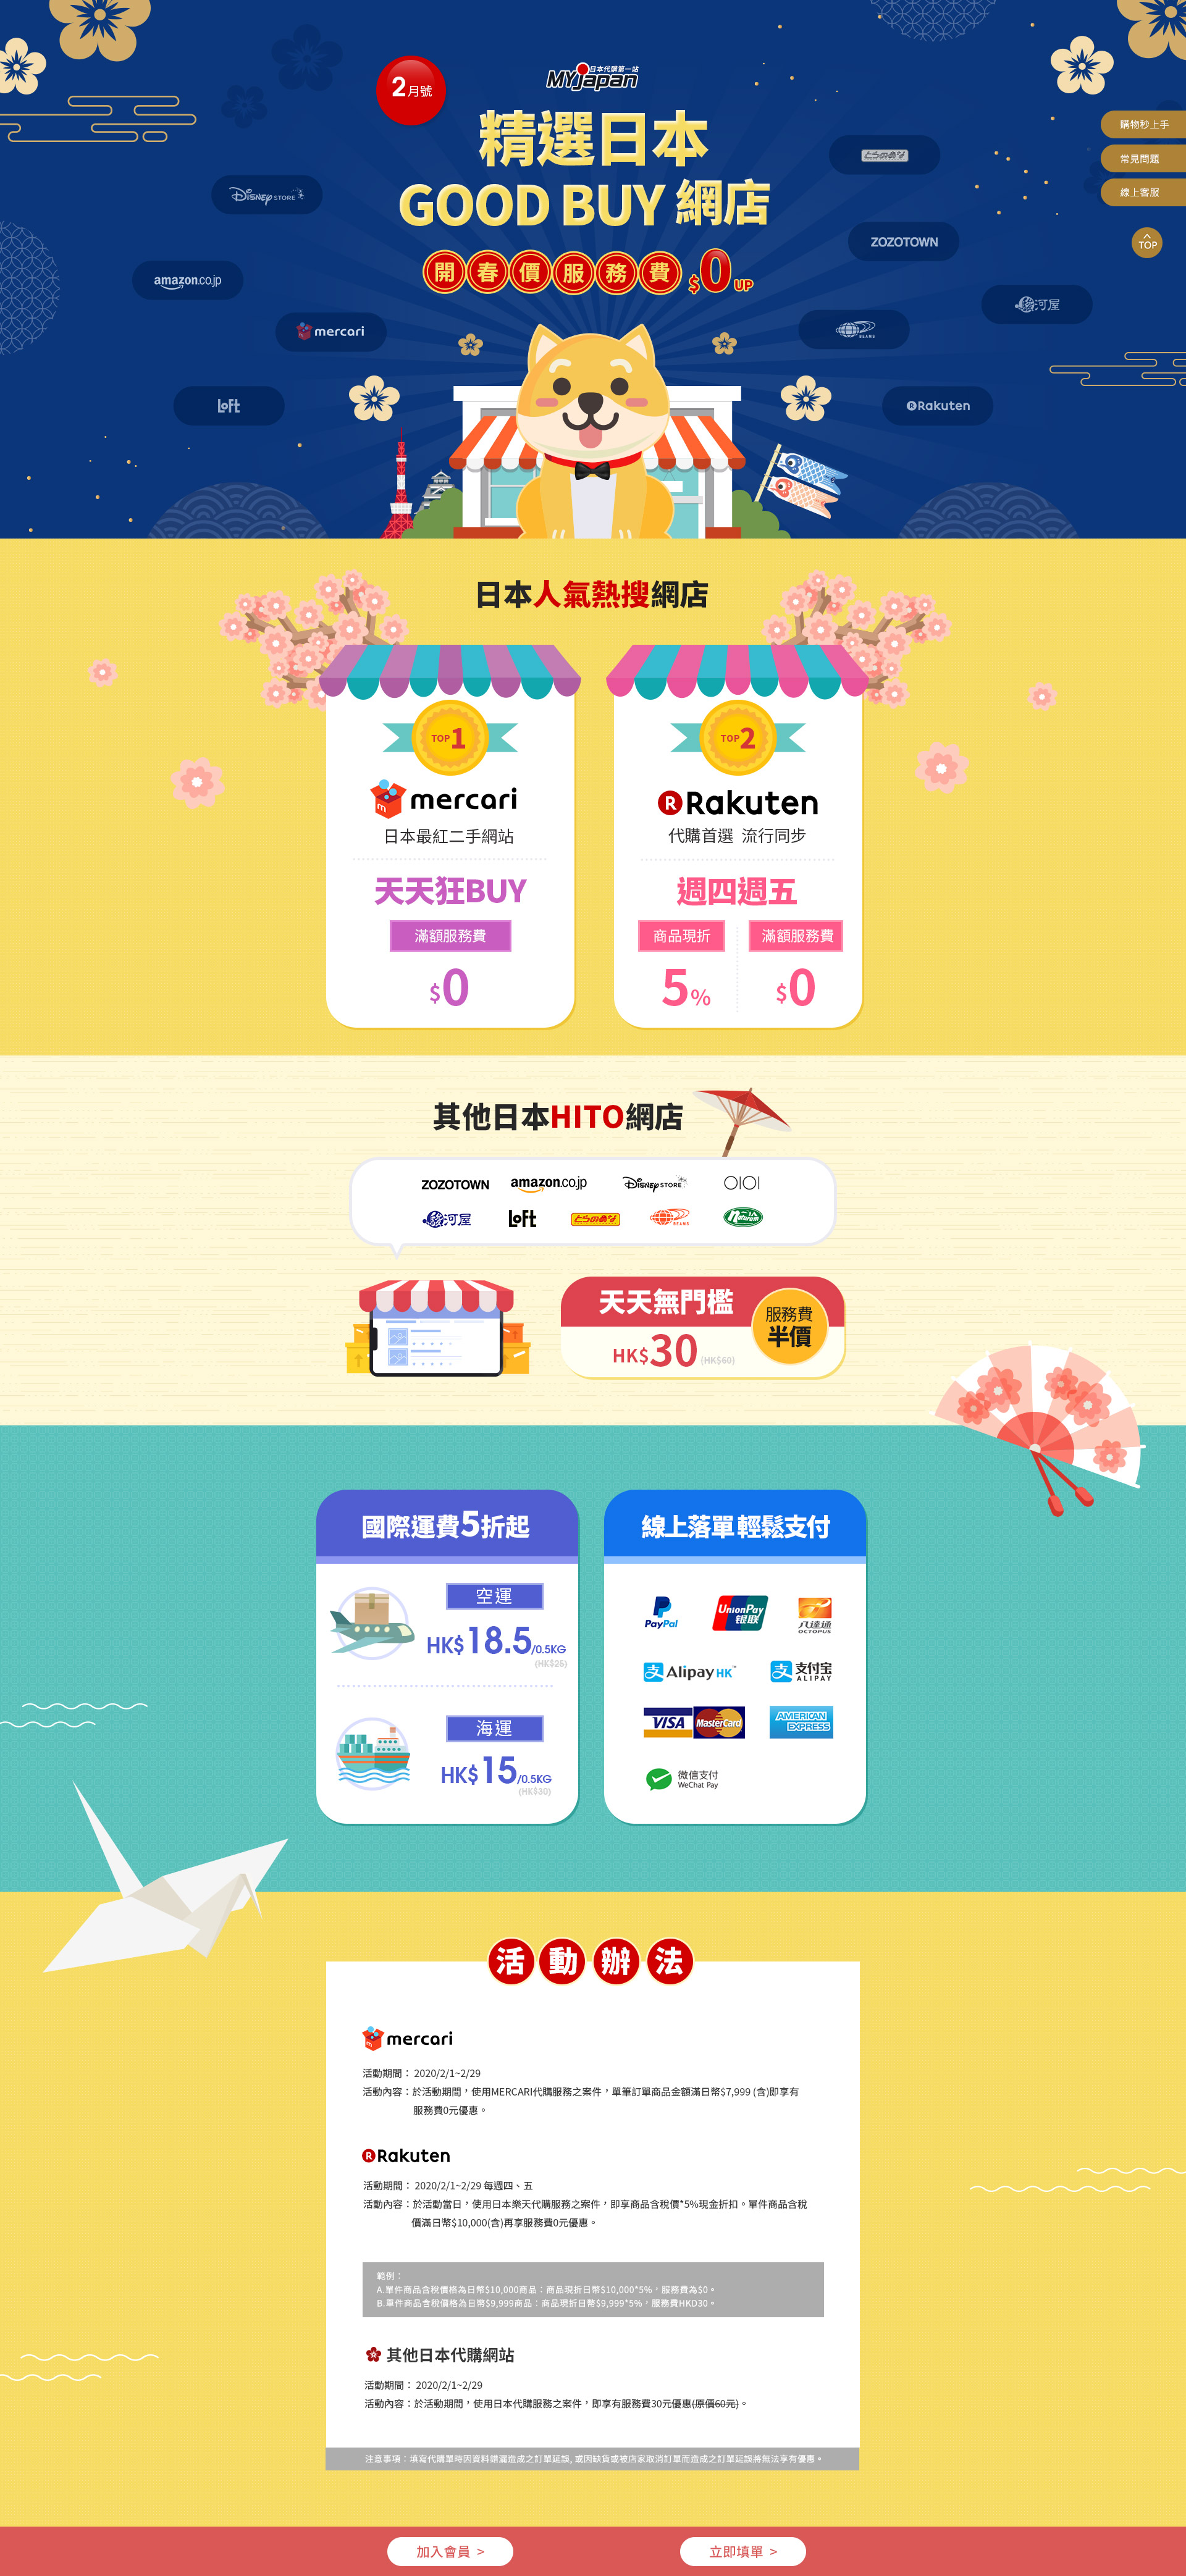 2月號
日本代購第一站
MYJapan
精選日本
GOOD BUY 網店
開春價服務費 $0 UP
購物秒上手
常見問題
線上客服
TOP
とらのあな
Disney STORE
ZOZOTOWN
amazon.co.jp
駿河屋
mercari
BEAMS
Loft
Rakuten
日本人氣熱搜網店
TOP1
mercari
日本最紅二手網站
天天狂BUY
滿額服務費
$0
TOP2
Rakuten
代購首選 流行同步
週四週五
商品現折 滿額服務費
5% $0
其他日本HITO網店
ZOZOTOWN amazon.co.jp Disney STORE OIOI
駿河屋 Loft とらのあな BEAMS Naturum
天天無門檻
HK$30 (HK$60)
服務費
半價
國際運費5折起
空運
HK$18.5/0.5KG
(HK$25)
海運
HK$15/0.5KG
(HK$30)
線上落單 輕鬆支付
PayPal UnionPay 银联 八達通 OCTOPUS
支 Alipay HK™ 支 支付宝 ALIPAY
VISA MasterCard AMERICAN EXPRESS
微信支付
WeChat Pay
活動辦法
mercari
活動期間： 2020/2/1~2/29
活動內容：於活動期間，使用MERCARI代購服務之案件，單筆訂單商品金額滿日幣$7,999 (含)即享有
服務費0元優惠。
Rakuten
活動期間： 2020/2/1~2/29 每週四、五
活動內容：於活動當日，使用日本樂天代購服務之案件，即享商品含稅價*5%現金折扣。單件商品含稅
價滿日幣$10,000(含)再享服務費0元優惠。
範例：
A.單件商品含稅價格為日幣$10,000商品：商品現折日幣$10,000*5%，服務費為$0。
B.單件商品含稅價格為日幣$9,999商品：商品現折日幣$9,999*5%，服務費HKD30。
其他日本代購網站
活動期間： 2020/2/1~2/29
活動內容：於活動期間，使用日本代購服務之案件，即享有服務費30元優惠(原價60元)。
注意事項：填寫代購單時因資料錯漏造成之訂單延誤, 或因缺貨或被店家取消訂單而造成之訂單延誤將無法享有優惠。
加入會員 >
立即填單 >